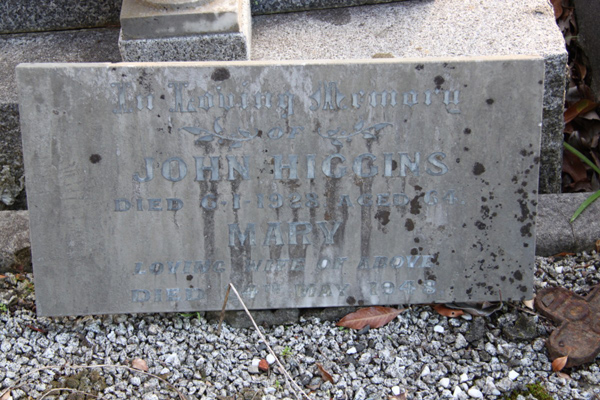 In Loving Memory
of
JOHN HIGGINS
DIED 6-1-1928 AGED 64
MARY
LOVING WIFE OF ABOVE
DIED MAY 1948